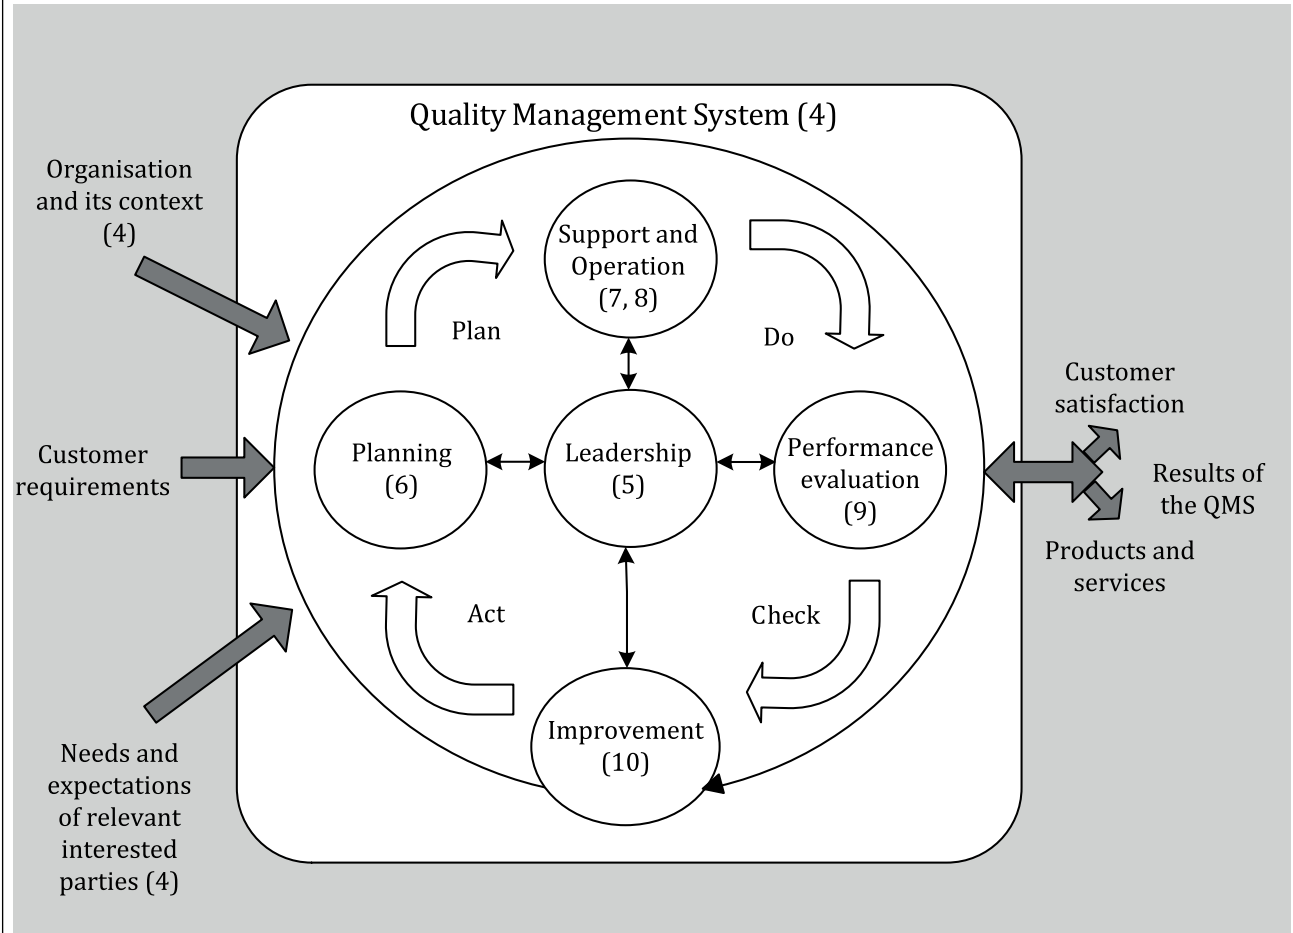 Quality Management System (4)
Organisation
and its context
(4)
Support and
Operation
(7, 8)
Plan
Do
Customer
satisfaction
Customer
requirements
Planning
(6)
Leadership
(5)
Performance
evaluation
(9)
Results of
the QMS
Products and
services
Act
Check
Improvement
(10)
Needs and
expectations
of relevant
interested
parties (4)